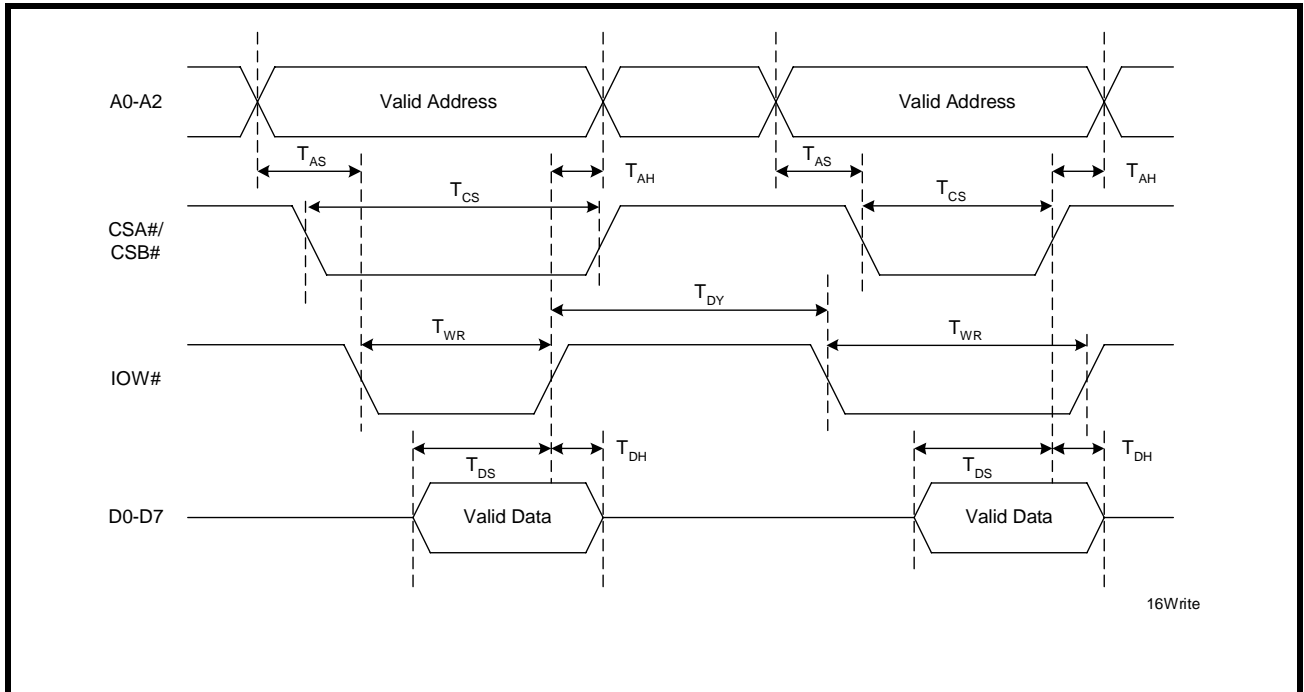 A0-A2
Valid Address
Valid Address
TAS
TAH
TAS
TAH
TCS
TCS
CSA#/
CSB#
TDY
TWR
TWR
IOW#
TDS
TDH
TDS
TDH
D0-D7
Valid Data
Valid Data
16Write